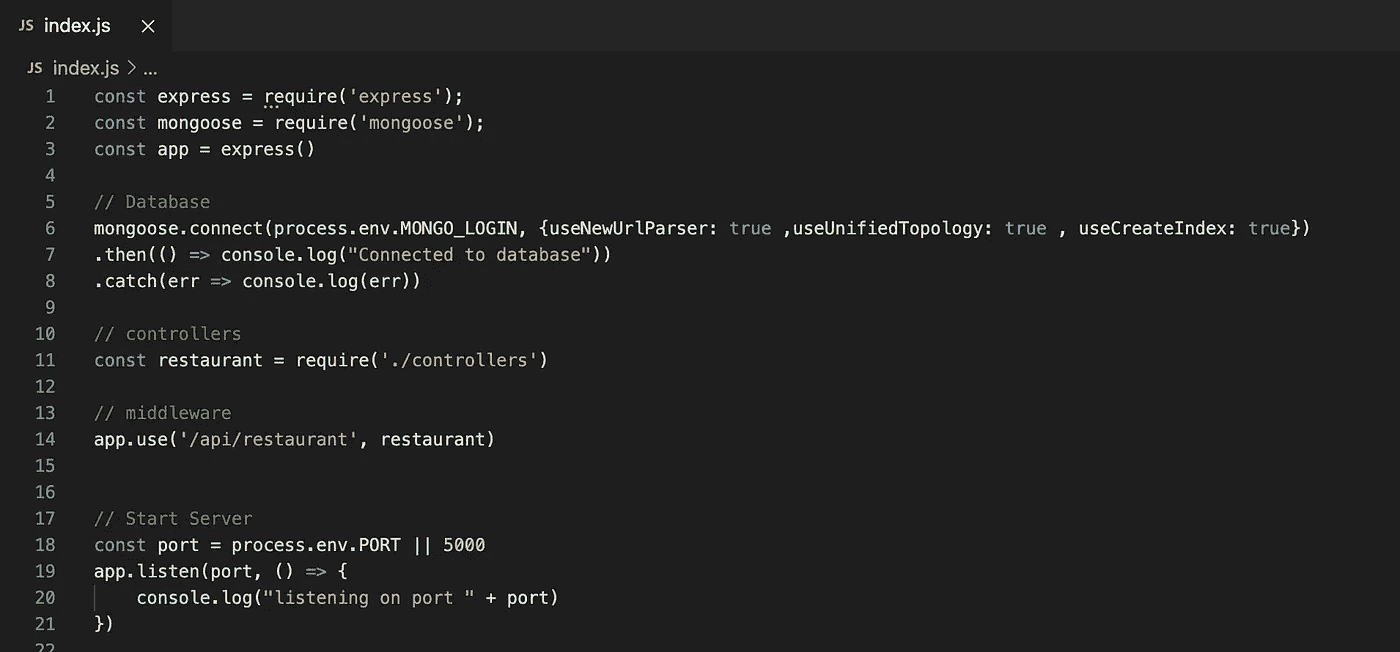 JS index.js ×
JS index.js > ...
1 const express = require('express');
2 const mongoose = require('mongoose');
3 const app = express()
4
5 // Database
6 mongoose.connect(process.env.MONGO_LOGIN, {useNewUrlParser: true ,useUnifiedTopology: true , useCreateIndex: true})
7 .then(() => console.log("Connected to database"))
8 .catch(err => console.log(err))
9
10 // controllers
11 const restaurant = require('./controllers')
12
13 // middleware
14 app.use('/api/restaurant', restaurant)
15
16
17 // Start Server
18 const port = process.env.PORT || 5000
19 app.listen(port, () => {
20     console.log("listening on port " + port)
21 })
22